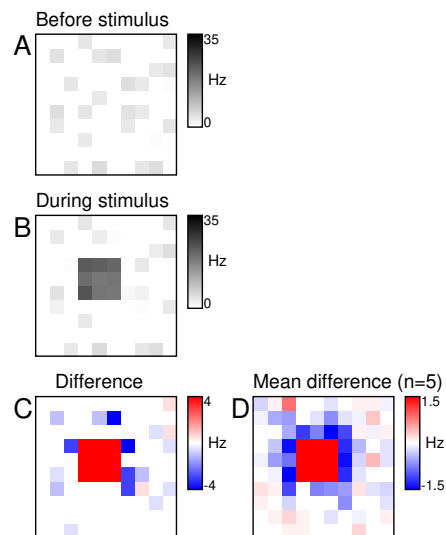 Before stimulus
A
35
Hz
0
During stimulus
B
35
Hz
0
Difference
C
4
Hz
-4
Mean difference (n=5)
D
1.5
Hz
-1.5